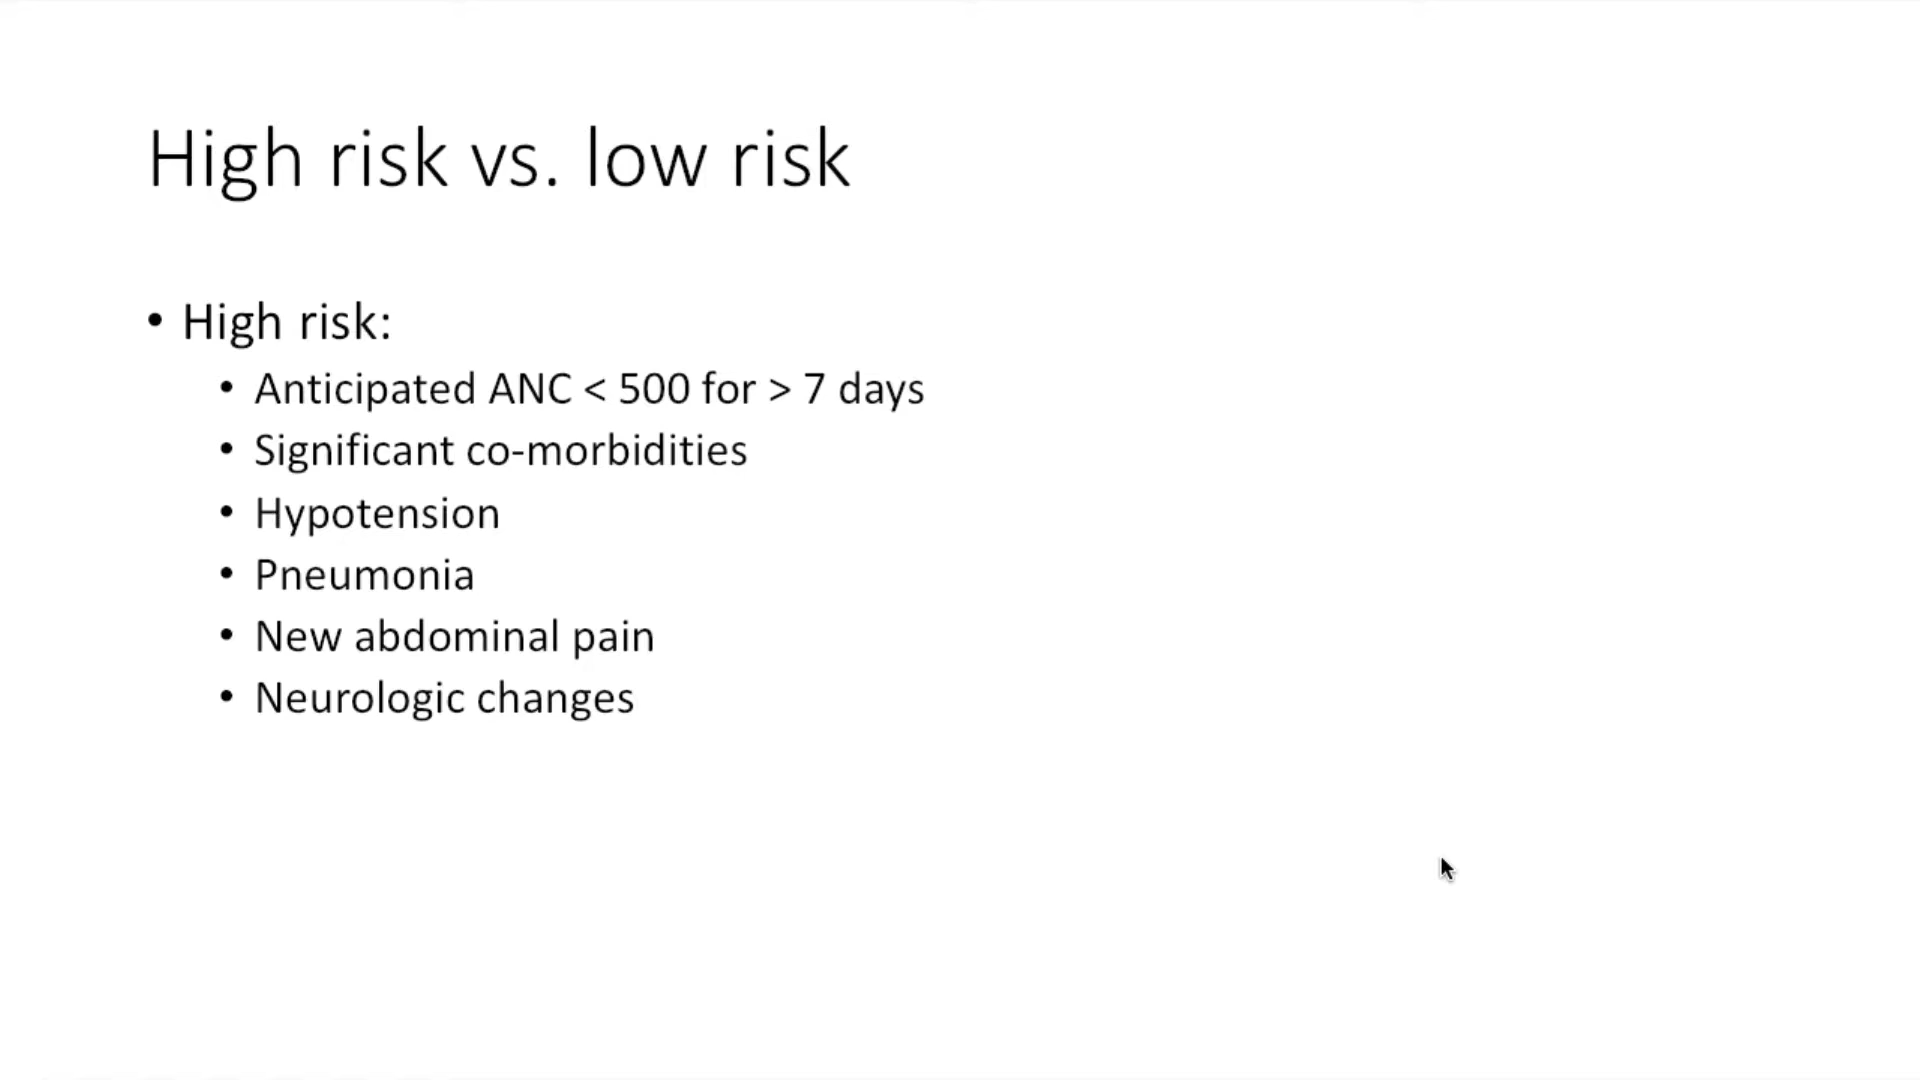 High risk vs. low risk
• High risk:
• Anticipated ANC < 500 for > 7 days
• Significant co-morbidities
• Hypotension
• Pneumonia
• New abdominal pain
• Neurologic changes